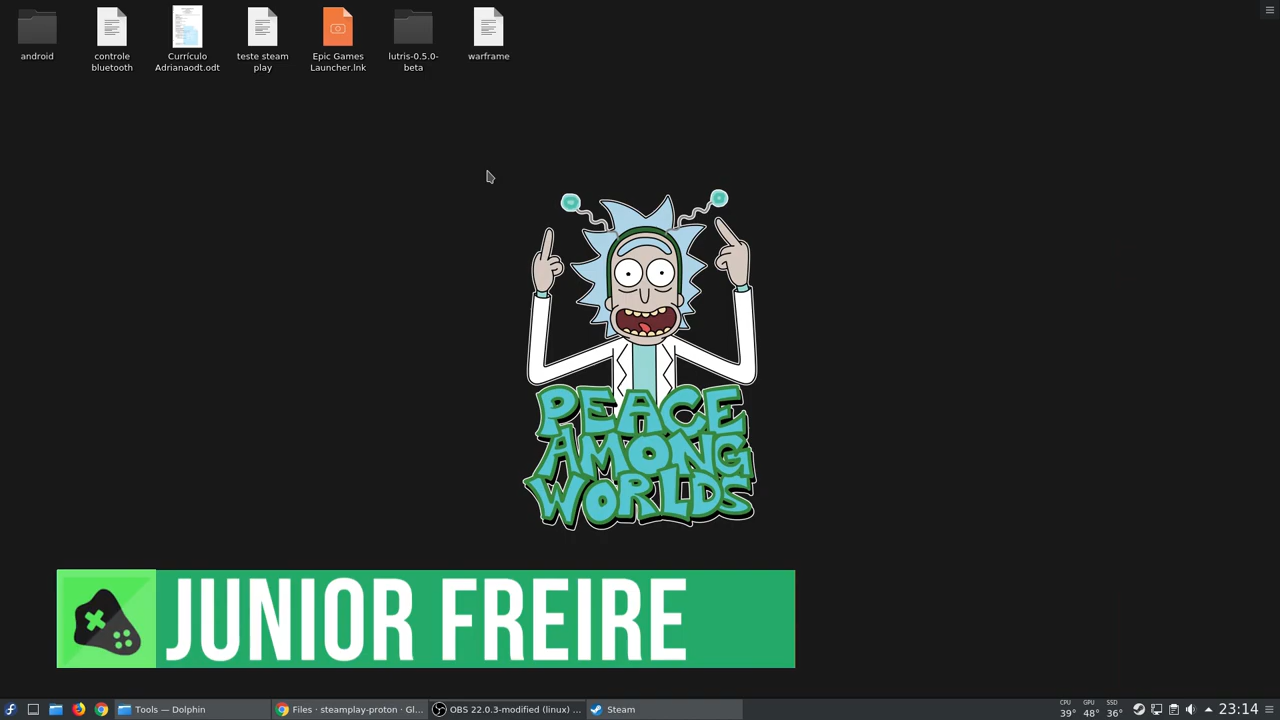 android
controle
bluetooth
Currículo
Adrianaodt.odt
teste steam
play
Epic Games
Launcher.lnk
lutris-0.5.0-
beta
warframe
PEACE
AMONG
WORLDS
JUNIOR FREIRE
Tools — Dolphin
Files · steamplay-proton · Gl...
OBS 22.0.3-modified (linux) ...
Steam
CPU GPU SSD
39° 48° 36°
23:14